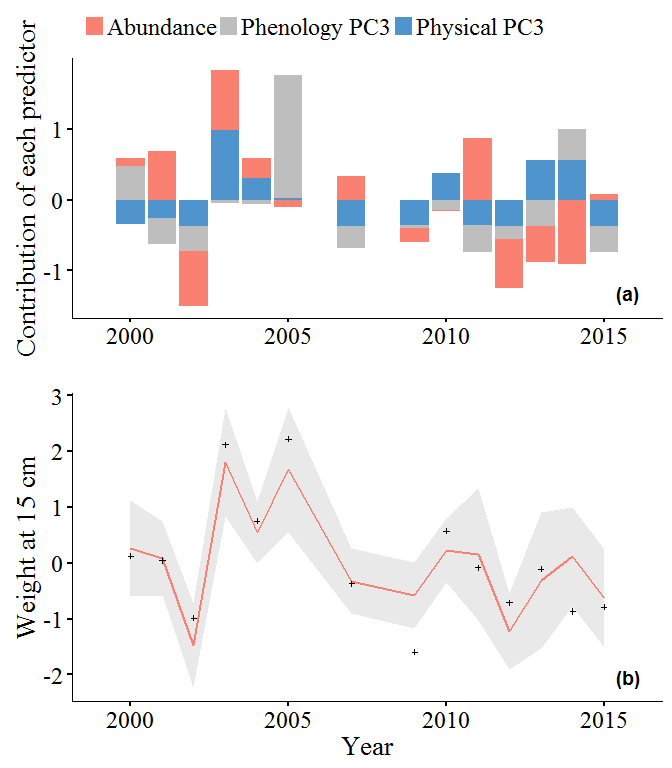 Abundance Phenology PC3 Physical PC3
Contribution of each predictor
1
0
-1
(a)
2000 2005 2010 2015
Weight at 15 cm
3
2
1
0
-1
-2
(b)
2000 2005 2010 2015
Year